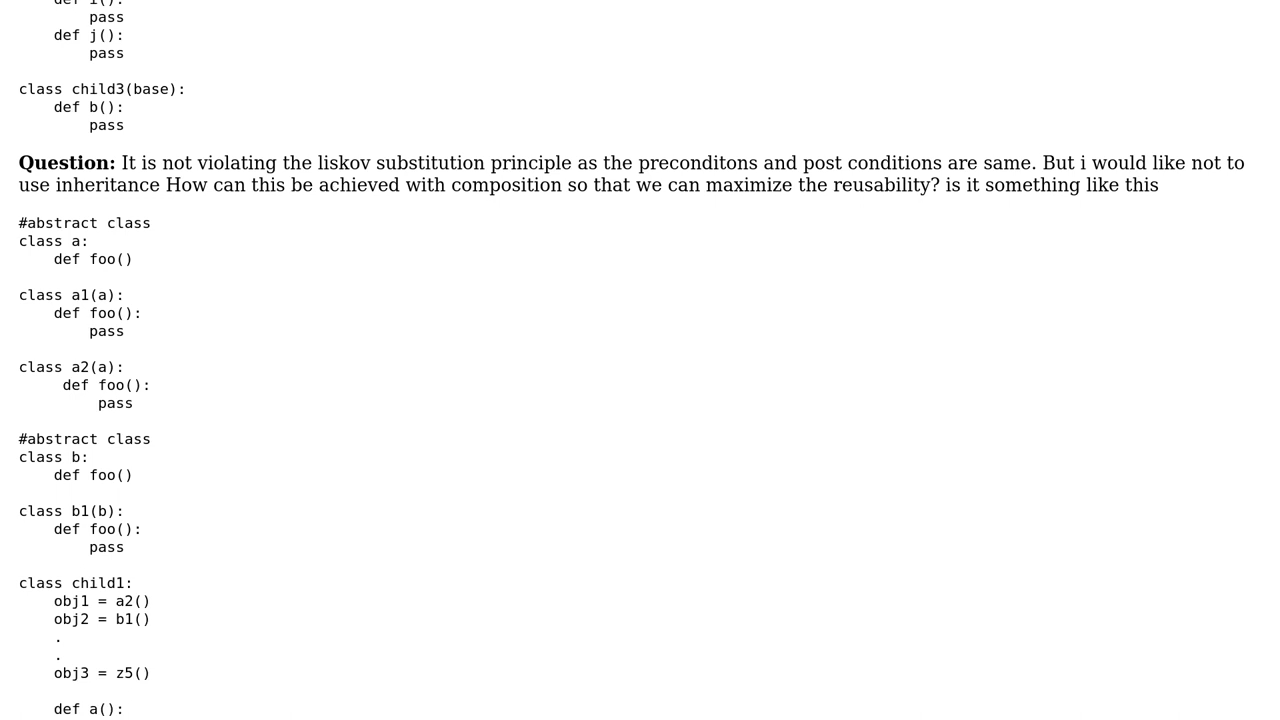 def i():
        pass
    def j():
        pass

class child3(base):
    def b():
        pass

Question: It is not violating the liskov substitution principle as the preconditons and post conditions are same. But i would like not to
use inheritance How can this be achieved with composition so that we can maximize the reusability? is it something like this

#abstract class
class a:
    def foo()

class a1(a):
    def foo():
        pass

class a2(a):
     def foo():
         pass

#abstract class
class b:
    def foo()

class b1(b):
    def foo():
        pass

class child1:
    obj1 = a2()
    obj2 = b1()
    .
    .
    obj3 = z5()

    def a():